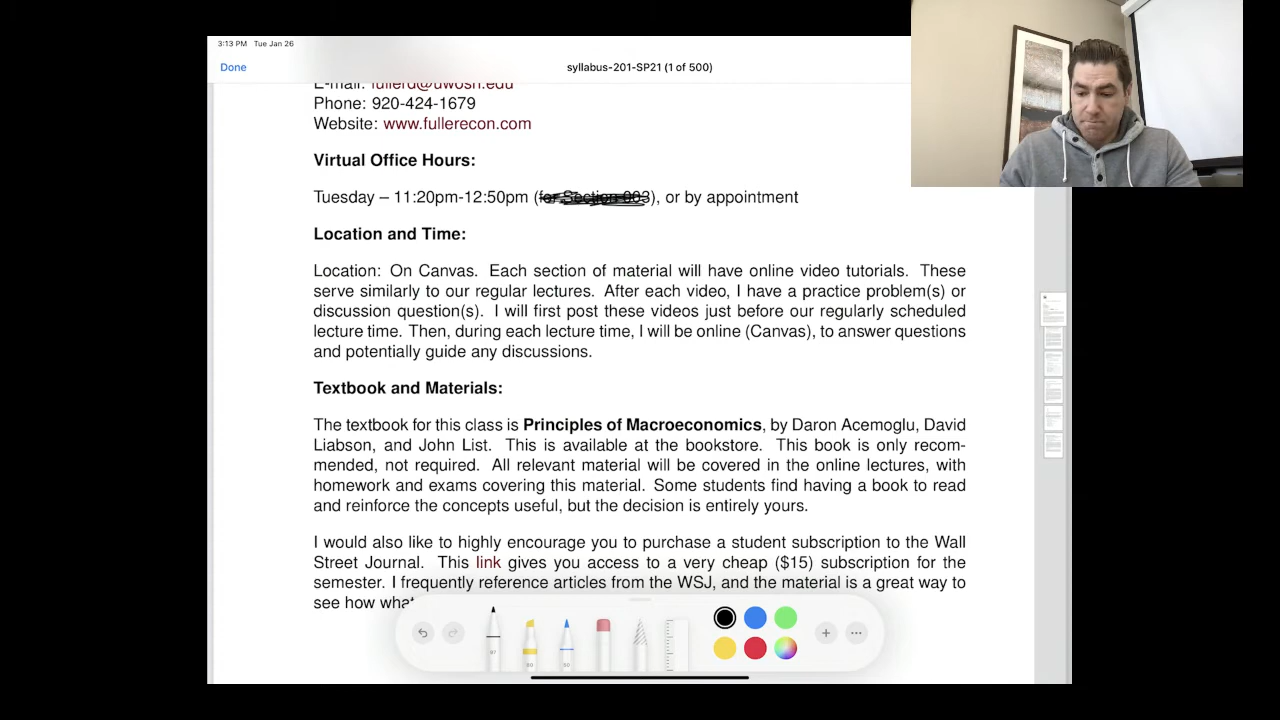 3:13 PM Tue Jan 26
Done
syllabus-201-SP21 (1 of 500)
E-mail: fullerd@uwosh.edu
Phone: 920-424-1679
Website: www.fullerecon.com
Virtual Office Hours:
Tuesday – 11:20pm-12:50pm (for Section 003), or by appointment
Location and Time:
Location: On Canvas. Each section of material will have online video tutorials. These
serve similarly to our regular lectures. After each video, I have a practice problem(s) or
discussion question(s). I will first post these videos just before our regularly scheduled
lecture time. Then, during each lecture time, I will be online (Canvas), to answer questions
and potentially guide any discussions.
Textbook and Materials:
The textbook for this class is Principles of Macroeconomics, by Daron Acemoglu, David
Liabson, and John List. This is available at the bookstore. This book is only recom-
mended, not required. All relevant material will be covered in the online lectures, with
homework and exams covering this material. Some students find having a book to read
and reinforce the concepts useful, but the decision is entirely yours.
I would also like to highly encourage you to purchase a student subscription to the Wall
Street Journal. This link gives you access to a very cheap ($15) subscription for the
semester. I frequently reference articles from the WSJ, and the material is a great way to
see how what